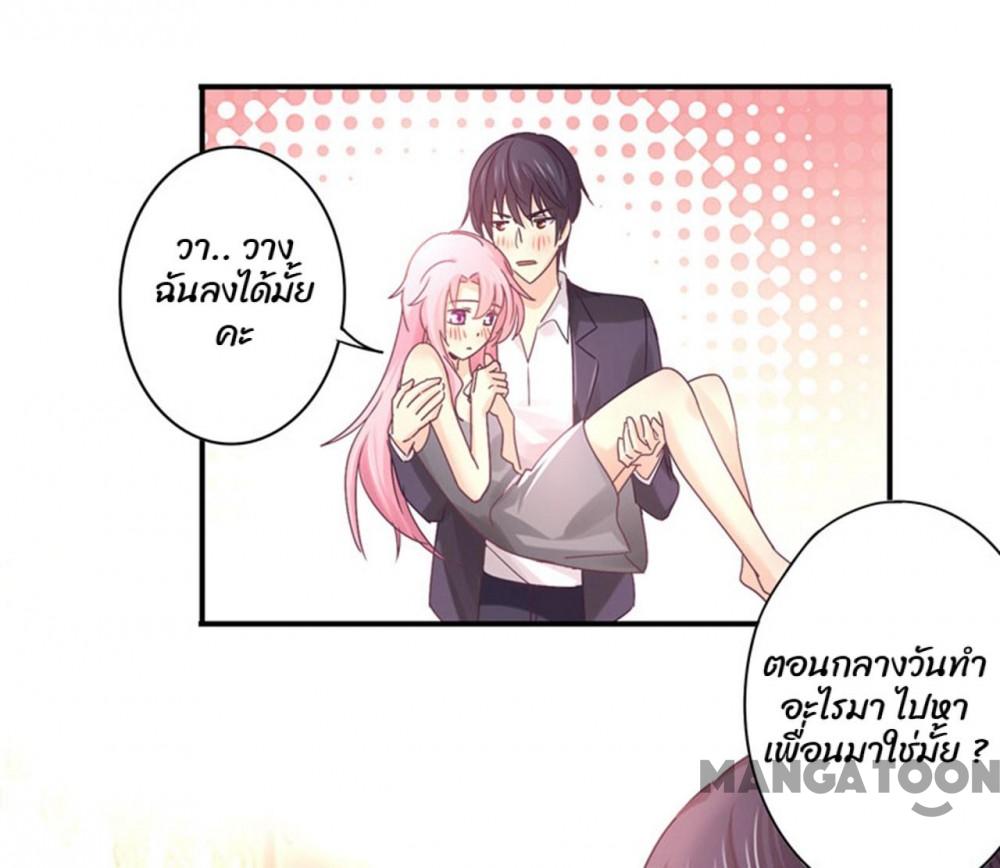 วา.. วาง
ฉันลงได้มั้ย
คะ
ตอนกลางวันทำ
อะไรมา ไปหา
เพื่อนมาใช่มั้ย ?
MANGATOON